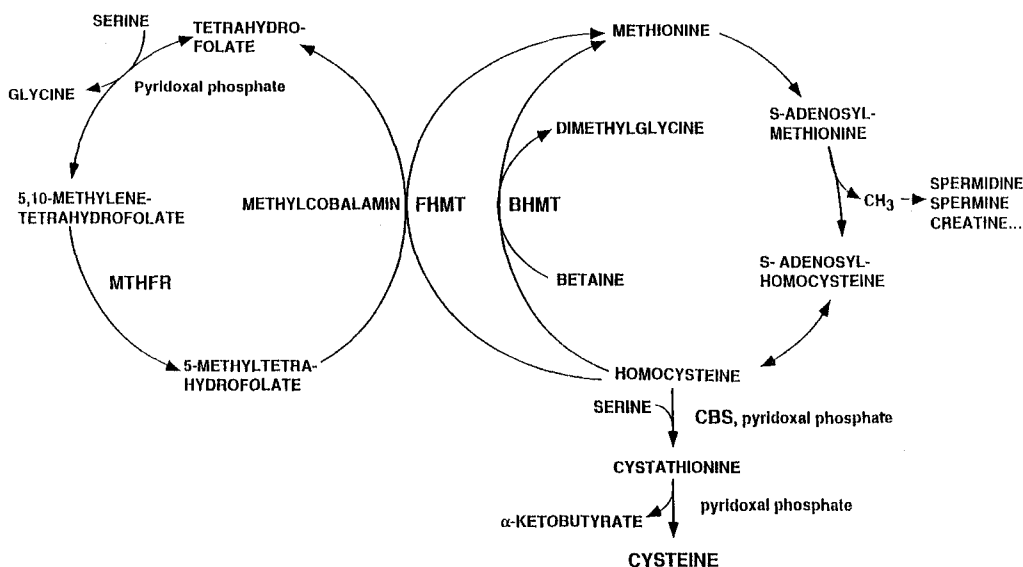 SERINE
TETRAHYDRO-
FOLATE
METHIONINE
GLYCINE
Pyridoxal phosphate
S-ADENOSYL-
METHIONINE
DIMETHYLGLYCINE
5,10-METHYLENE-
TETRAHYDROFOLATE
METHYLCOBALAMIN
FHMT
BHMT
CH3
SPERMIDINE
SPERMINE
CREATINE...
MTHFR
BETAINE
S- ADENOSYL-
HOMOCYSTEINE
5-METHYLTETRA-
HYDROFOLATE
HOMOCYSTEINE
SERINE
CBS, pyridoxal phosphate
CYSTATHIONINE
α-KETOBUTYRATE
pyridoxal phosphate
CYSTEINE